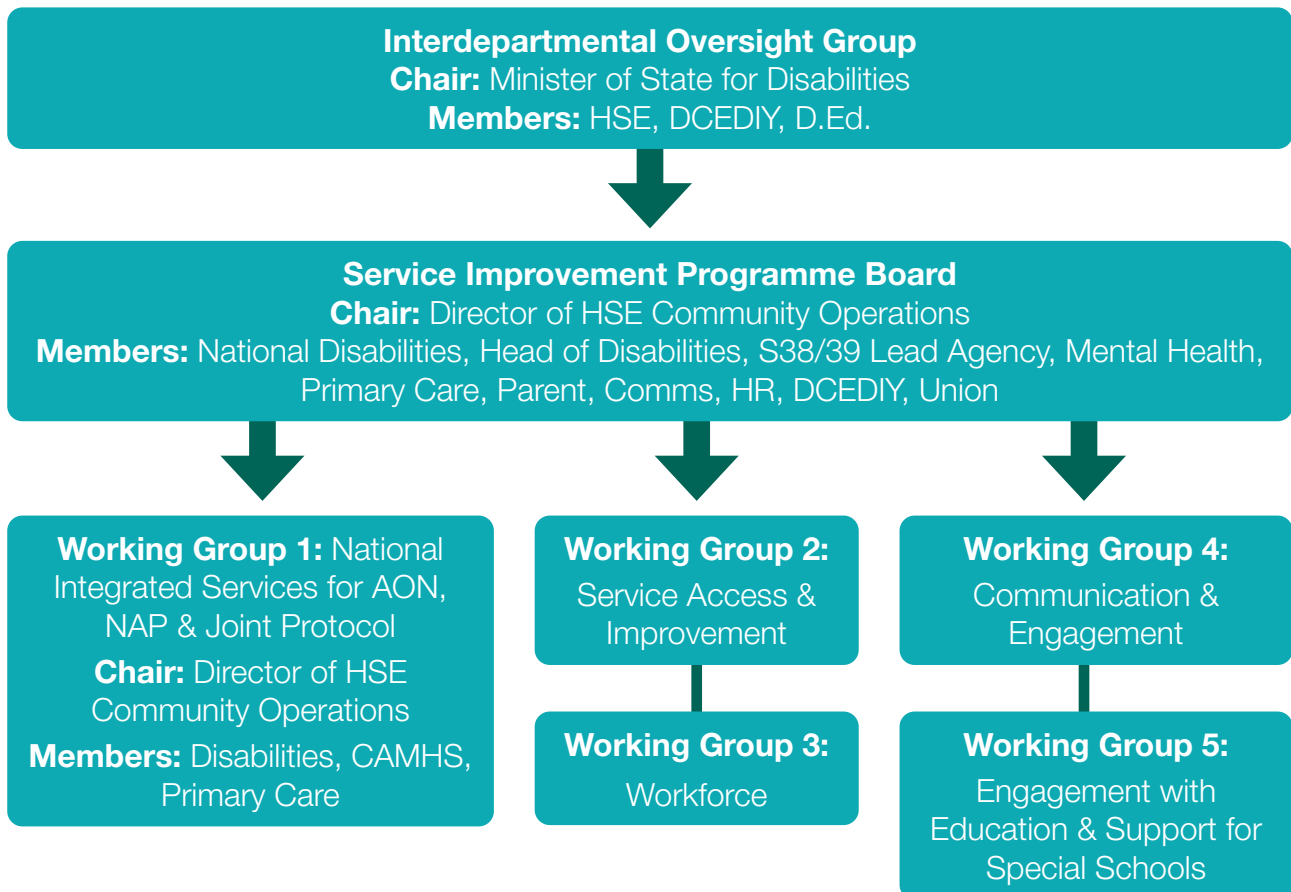 Interdepartmental Oversight Group
Chair: Minister of State for Disabilities
Members: HSE, DCEDIY, D.Ed.
Service Improvement Programme Board
Chair: Director of HSE Community Operations
Members: National Disabilities, Head of Disabilities, S38/39 Lead Agency, Mental Health,
Primary Care, Parent, Comms, HR, DCEDIY, Union
Working Group 1: National
Integrated Services for AON,
NAP & Joint Protocol
Chair: Director of HSE
Community Operations
Members: Disabilities, CAMHS,
Primary Care
Working Group 2:
Service Access &
Improvement
Working Group 3:
Workforce
Working Group 4:
Communication &
Engagement
Working Group 5:
Engagement with
Education & Support for
Special Schools